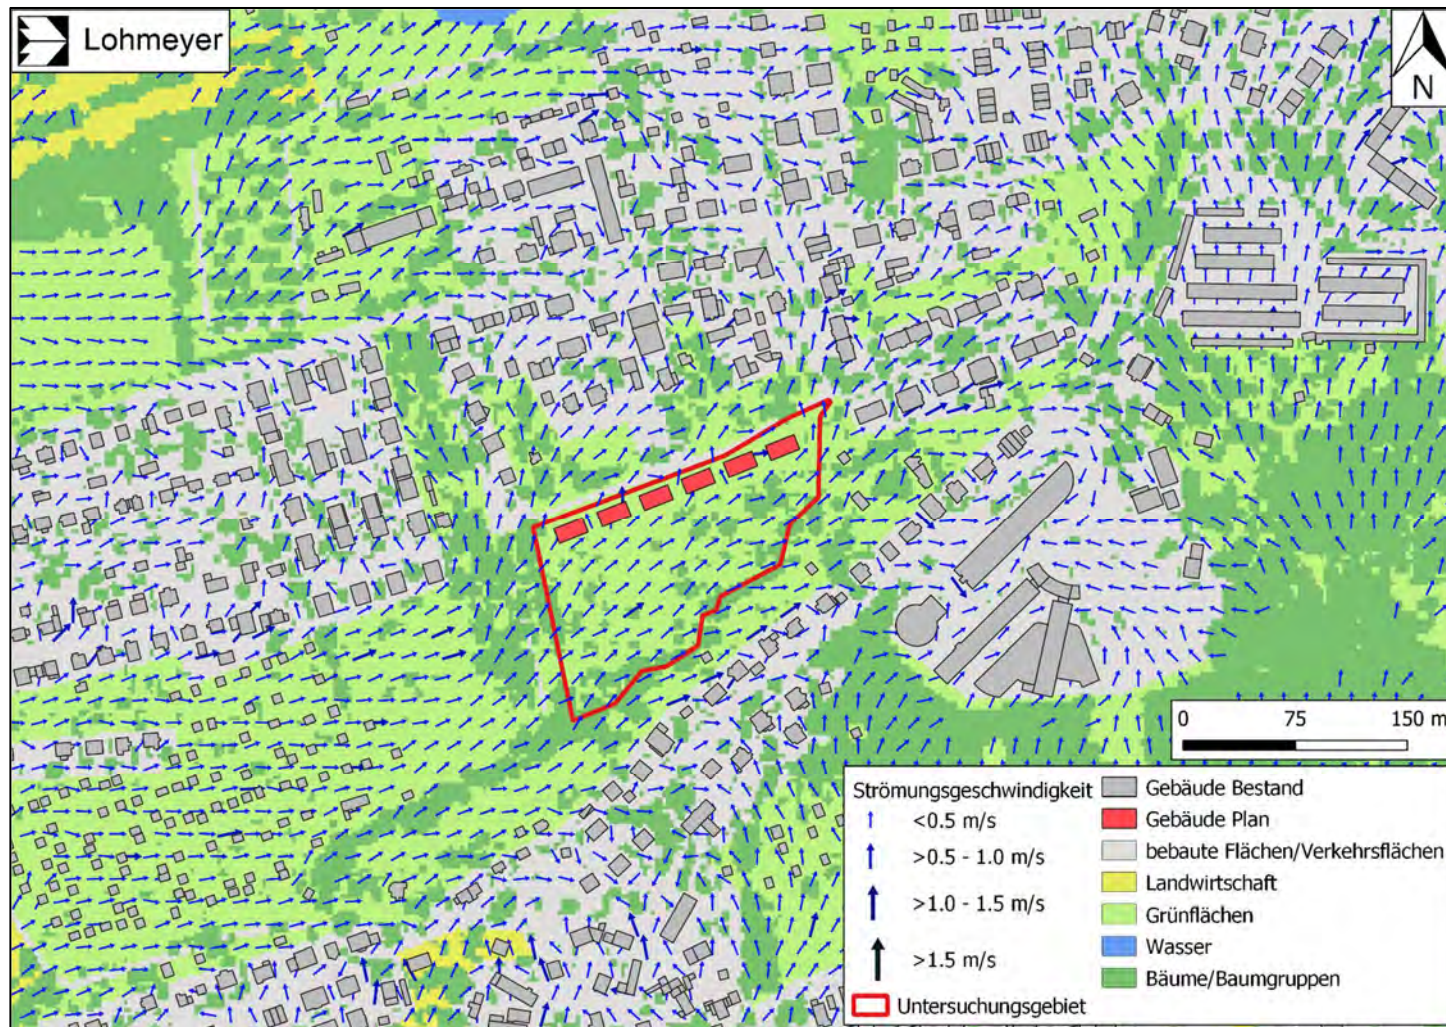 Lohmeyer
N
0 75 150 m
Strömungsgeschwindigkeit
<0.5 m/s
>0.5 - 1.0 m/s
>1.0 - 1.5 m/s
>1.5 m/s
Untersuchungsgebiet
Gebäude Bestand
Gebäude Plan
bebaute Flächen/Verkehrsflächen
Landwirtschaft
Grünflächen
Wasser
Bäume/Baumgruppen